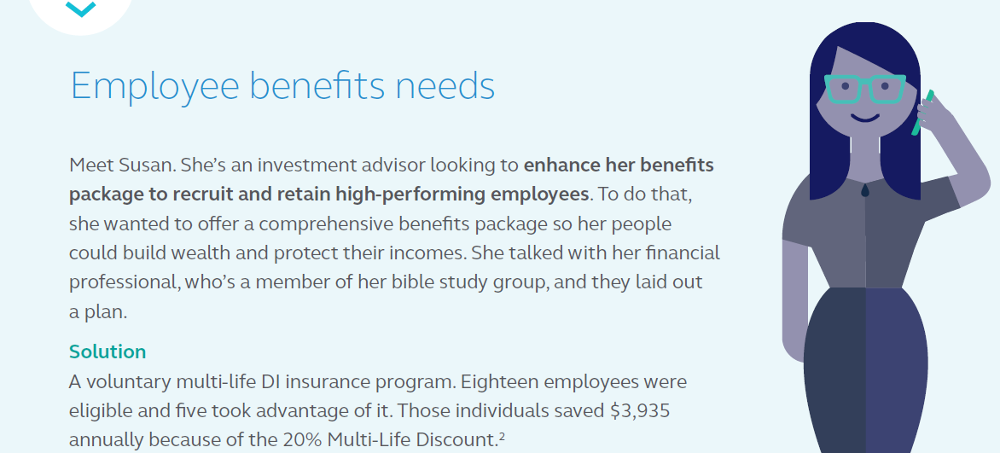 Employee benefits needs
Meet Susan. She’s an investment advisor looking to enhance her benefits
package to recruit and retain high-performing employees. To do that,
she wanted to offer a comprehensive benefits package so her people
could build wealth and protect their incomes. She talked with her financial
professional, who’s a member of her bible study group, and they laid out
a plan.
Solution
A voluntary multi-life DI insurance program. Eighteen employees were
eligible and five took advantage of it. Those individuals saved $3,935
annually because of the 20% Multi-Life Discount.²